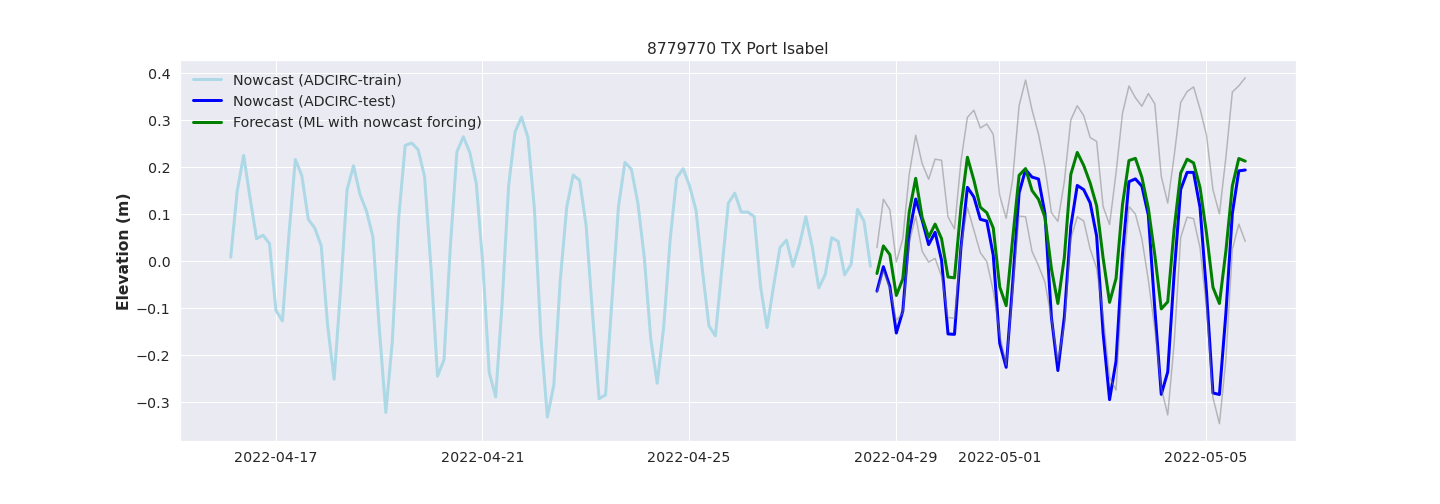 8779770 TX Port Isabel
Nowcast (ADCIRC-train)
Nowcast (ADCIRC-test)
Forecast (ML with nowcast forcing)
Elevation (m)
0.4
0.3
0.2
0.1
0.0
−0.1
−0.2
−0.3
2022-04-17 2022-04-21 2022-04-25 2022-04-29 2022-05-01 2022-05-05